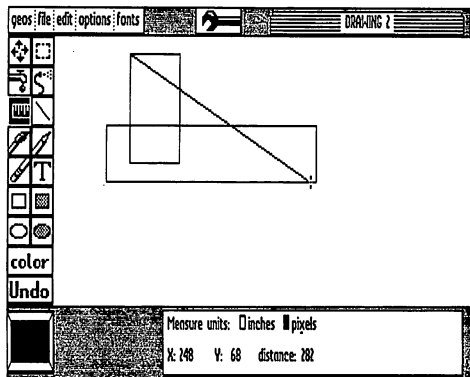 geos file edit options fonts
DRAWING 2
T
color
Undo
Measure units: inches pixels
X: 248 Y: 68 distance: 282